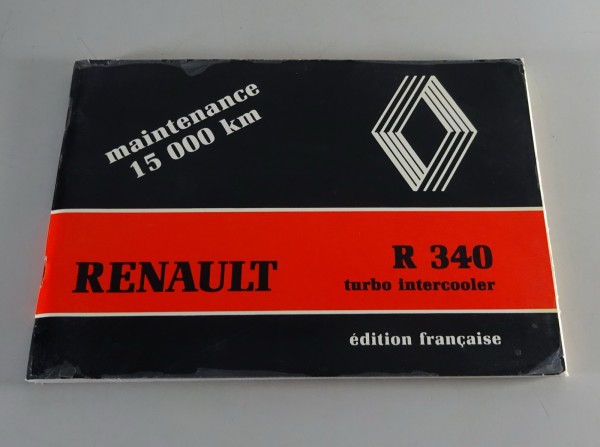 maintenance
15 000 km
RENAULT
R 340
turbo intercooler
édition française